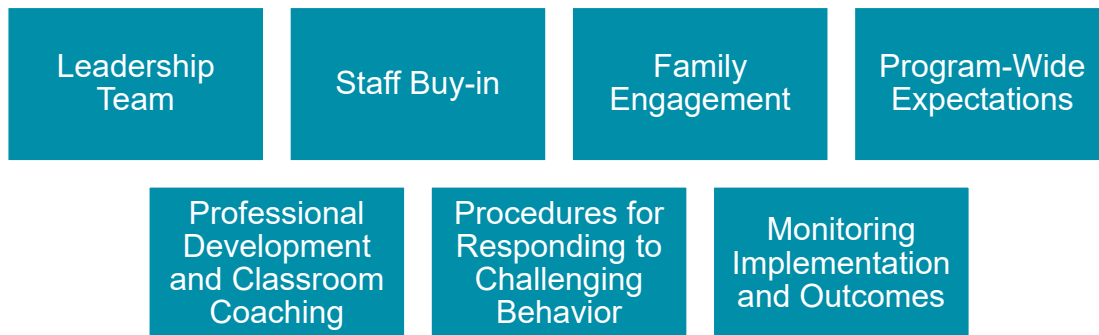 Leadership
Team
Staff Buy-in
Family
Engagement
Program-Wide
Expectations
Professional
Development
and Classroom
Coaching
Procedures for
Responding to
Challenging
Behavior
Monitoring
Implementation
and Outcomes